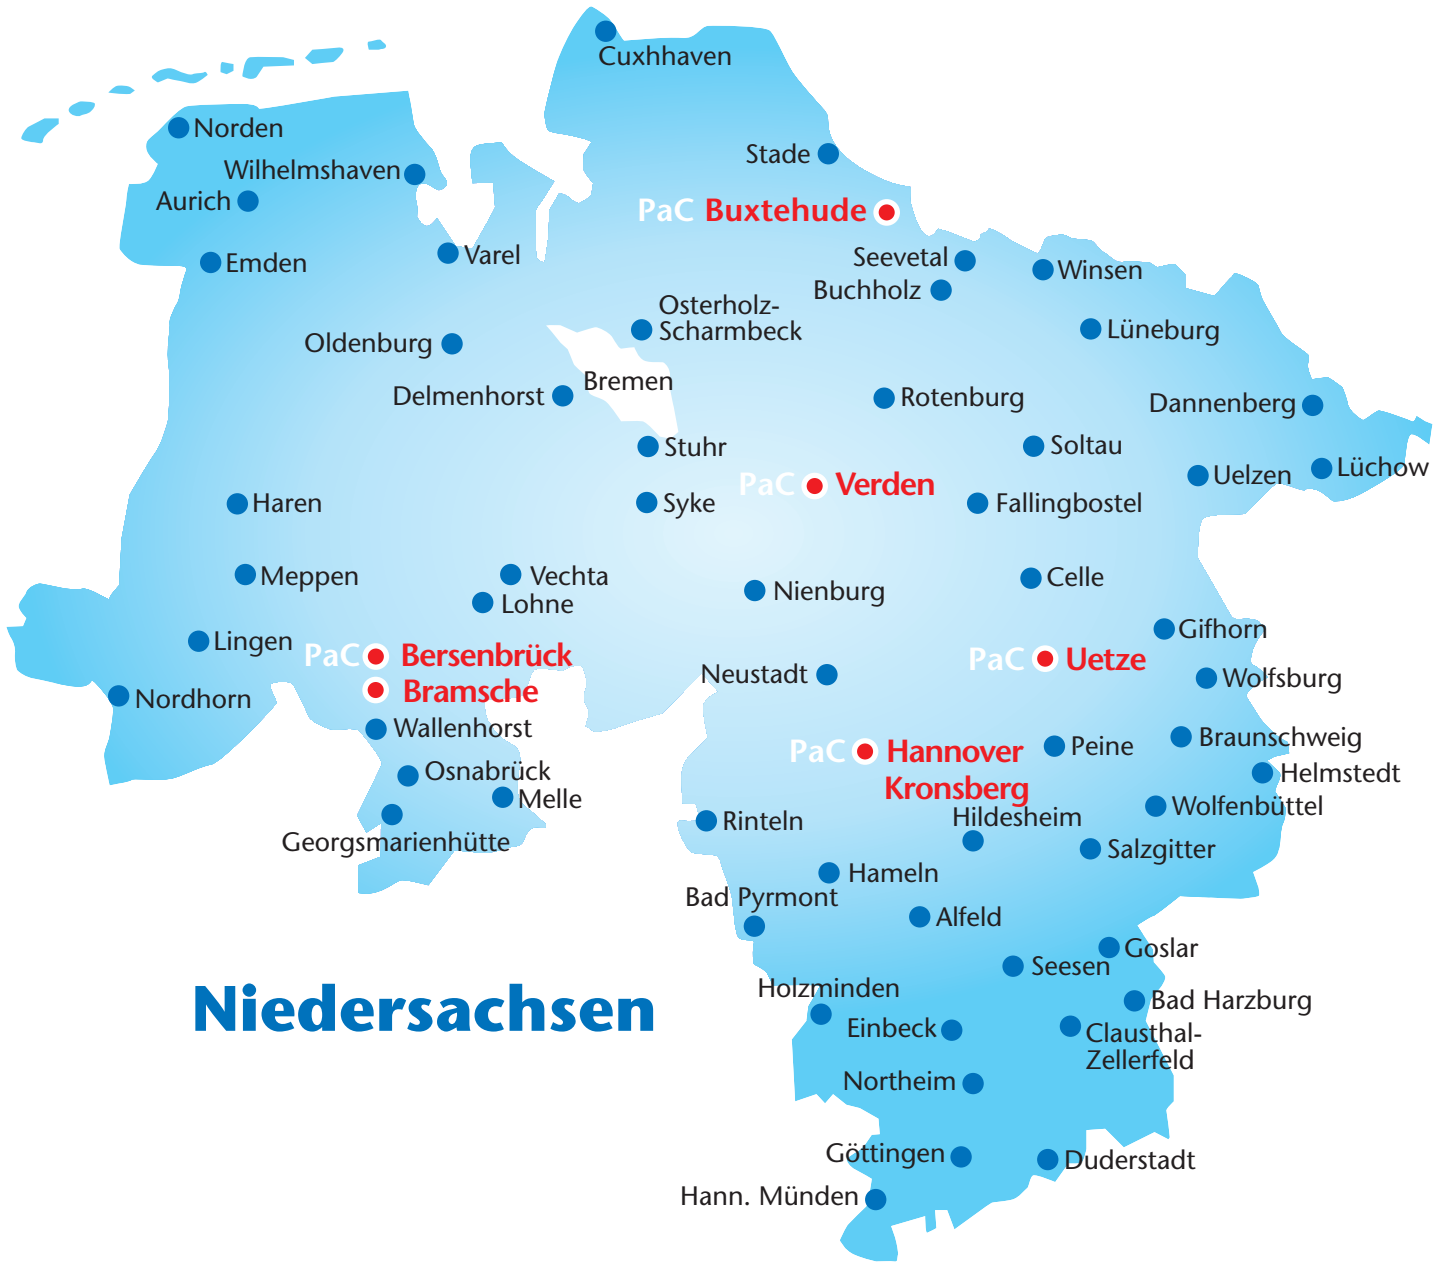 Cuxhhaven
Norden
Stade
Wilhelmshaven
Aurich
PaC Buxtehude
Varel
Emden
Seevetal
Winsen
Buchholz
Osterholz-
Scharmbeck
Lüneburg
Oldenburg
Bremen
Delmenhorst
Rotenburg
Dannenberg
Stuhr
Soltau
Lüchow
Uelzen
PaC Verden
Haren
Syke
Fallingbostel
Meppen
Vechta
Celle
Nienburg
Lohne
Gifhorn
Lingen
PaC Bersenbrück
PaC Uetze
Neustadt
Wolfsburg
Bramsche
Nordhorn
Wallenhorst
Braunschweig
Peine
PaC Hannover
Kronsberg
Osnabrück
Helmstedt
Melle
Wolfenbüttel
Hildesheim
Rinteln
Georgsmarienhütte
Salzgitter
Hameln
Bad Pyrmont
Alfeld
Goslar
Seesen
Holzminden
Bad Harzburg
Niedersachsen
Einbeck
Clausthal-
Zellerfeld
Northeim
Göttingen
Duderstadt
Hann. Münden